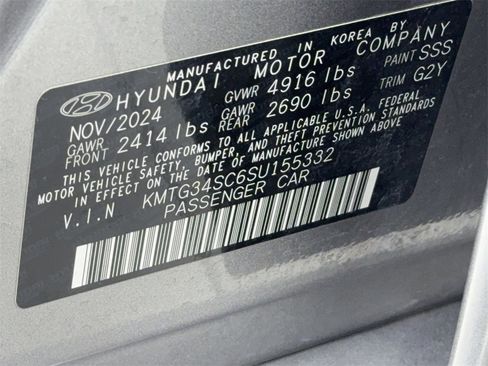 MANUFACTURED IN KOREA BY
HYUNDAI MOTOR COMPANY
NOV/2024 GVWR 4916 lbs PAINT SSS
GAWR FRONT 2414 lbs GAWR REAR 2690 lbs TRIM G2Y
THIS VEHICLE CONFORMS TO ALL APPLICABLE U.S.A. FEDERAL
MOTOR VEHICLE SAFETY, BUMPER, AND THEFT PREVENTION STANDARDS
IN EFFECT ON THE DATE OF MANUFACTURE SHOWN ABOVE.
V.I.N KMTG34SC6SU155332
PASSENGER CAR